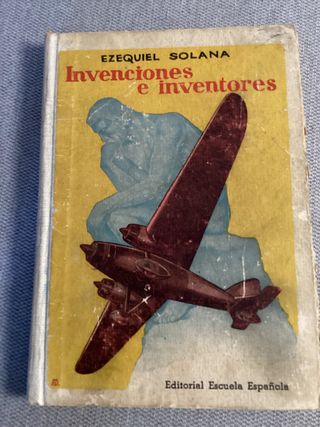 EZEQUIEL SOLANA
Invenciones
e inventores
Editorial Escuela Española